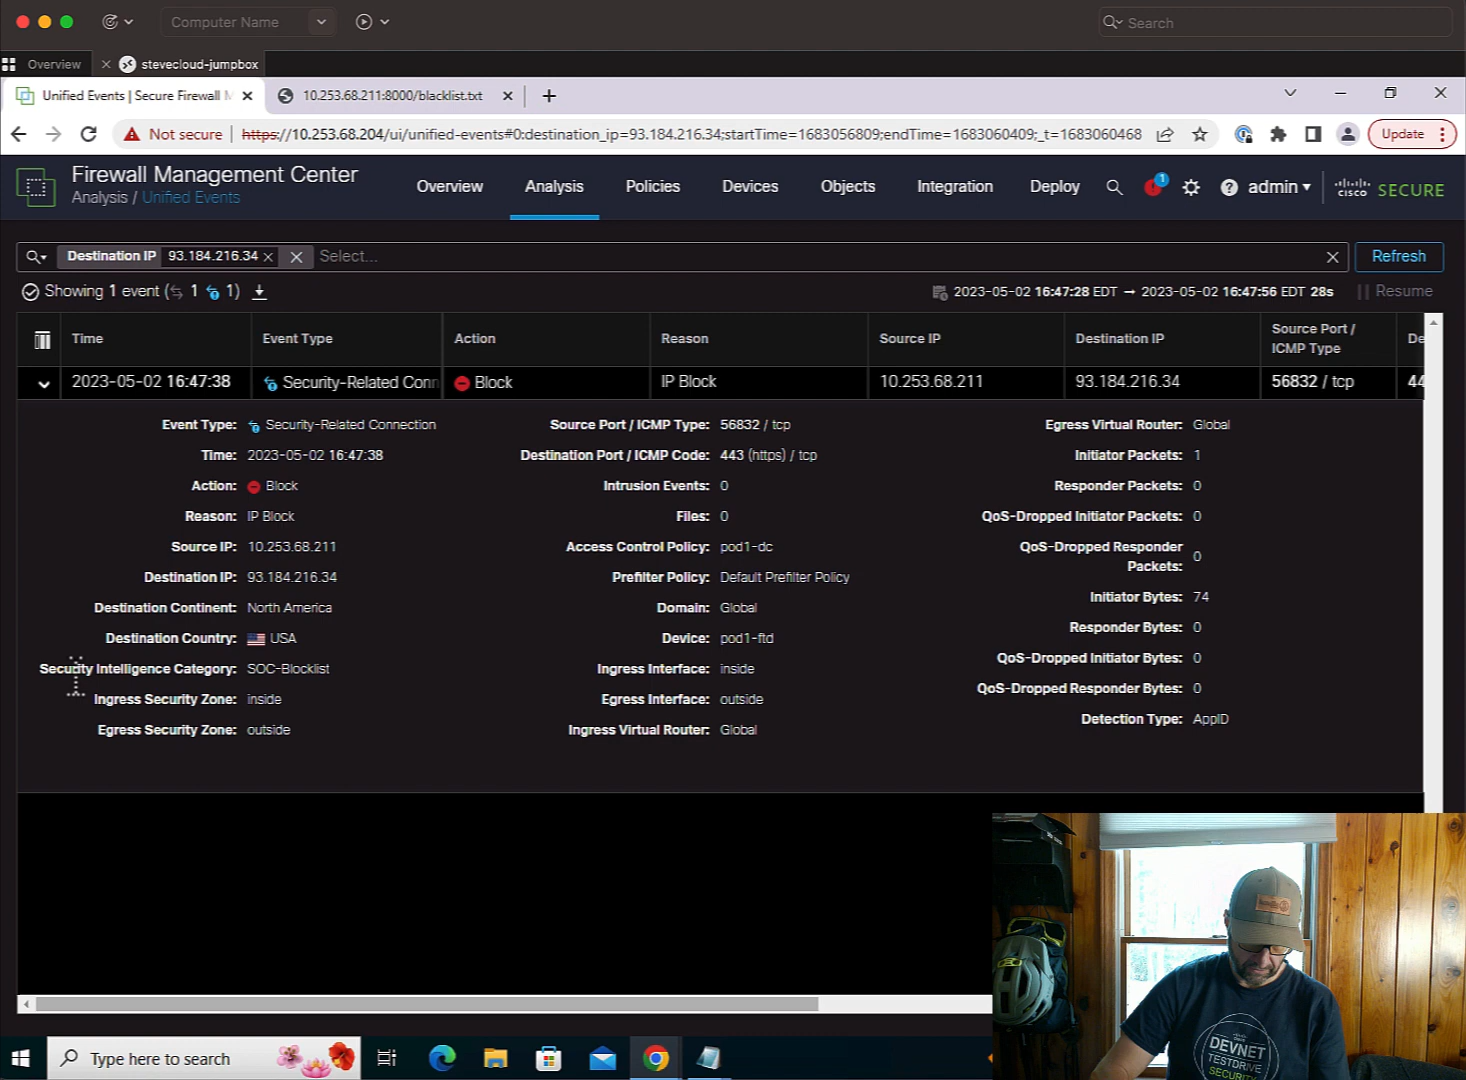 Computer Name
Search
Overview
stevecloud-jumpbox
Unified Events | Secure Firewall M
10.253.68.211:8000/blacklist.txt
Not secure
https://10.253.68.204/ui/unified-events#0:destination_ip=93.184.216.34;startTime=1683056809;endTime=1683060409;_t=1683060468
Update
Firewall Management Center
Analysis / Unified Events
Overview
Analysis
Policies
Devices
Objects
Integration
Deploy
1
admin
cisco SECURE
Destination IP 93.184.216.34
Select...
Refresh
Showing 1 event ( 1 1 )
2023-05-02 16:47:28 EDT → 2023-05-02 16:47:56 EDT 28s
Resume
Time Event Type Action Reason Source IP Destination IP Source Port / ICMP Type De
2023-05-02 16:47:38 Security-Related Conn Block IP Block 10.253.68.211 93.184.216.34 56832 / tcp 44
Event Type: Security-Related Connection
Time: 2023-05-02 16:47:38
Action: Block
Reason: IP Block
Source IP: 10.253.68.211
Destination IP: 93.184.216.34
Destination Continent: North America
Destination Country: USA
Security Intelligence Category: SOC-Blocklist
Ingress Security Zone: inside
Egress Security Zone: outside
Source Port / ICMP Type: 56832 / tcp
Destination Port / ICMP Code: 443 (https) / tcp
Intrusion Events: 0
Files: 0
Access Control Policy: pod1-dc
Prefilter Policy: Default Prefilter Policy
Domain: Global
Device: pod1-ftd
Ingress Interface: inside
Egress Interface: outside
Ingress Virtual Router: Global
Egress Virtual Router: Global
Initiator Packets: 1
Responder Packets: 0
QoS-Dropped Initiator Packets: 0
QoS-Dropped Responder
Packets: 0
Initiator Bytes: 74
Responder Bytes: 0
QoS-Dropped Initiator Bytes: 0
QoS-Dropped Responder Bytes: 0
Detection Type: AppID
DEVNET
TESTDRIVE
SECURITY
Type here to search